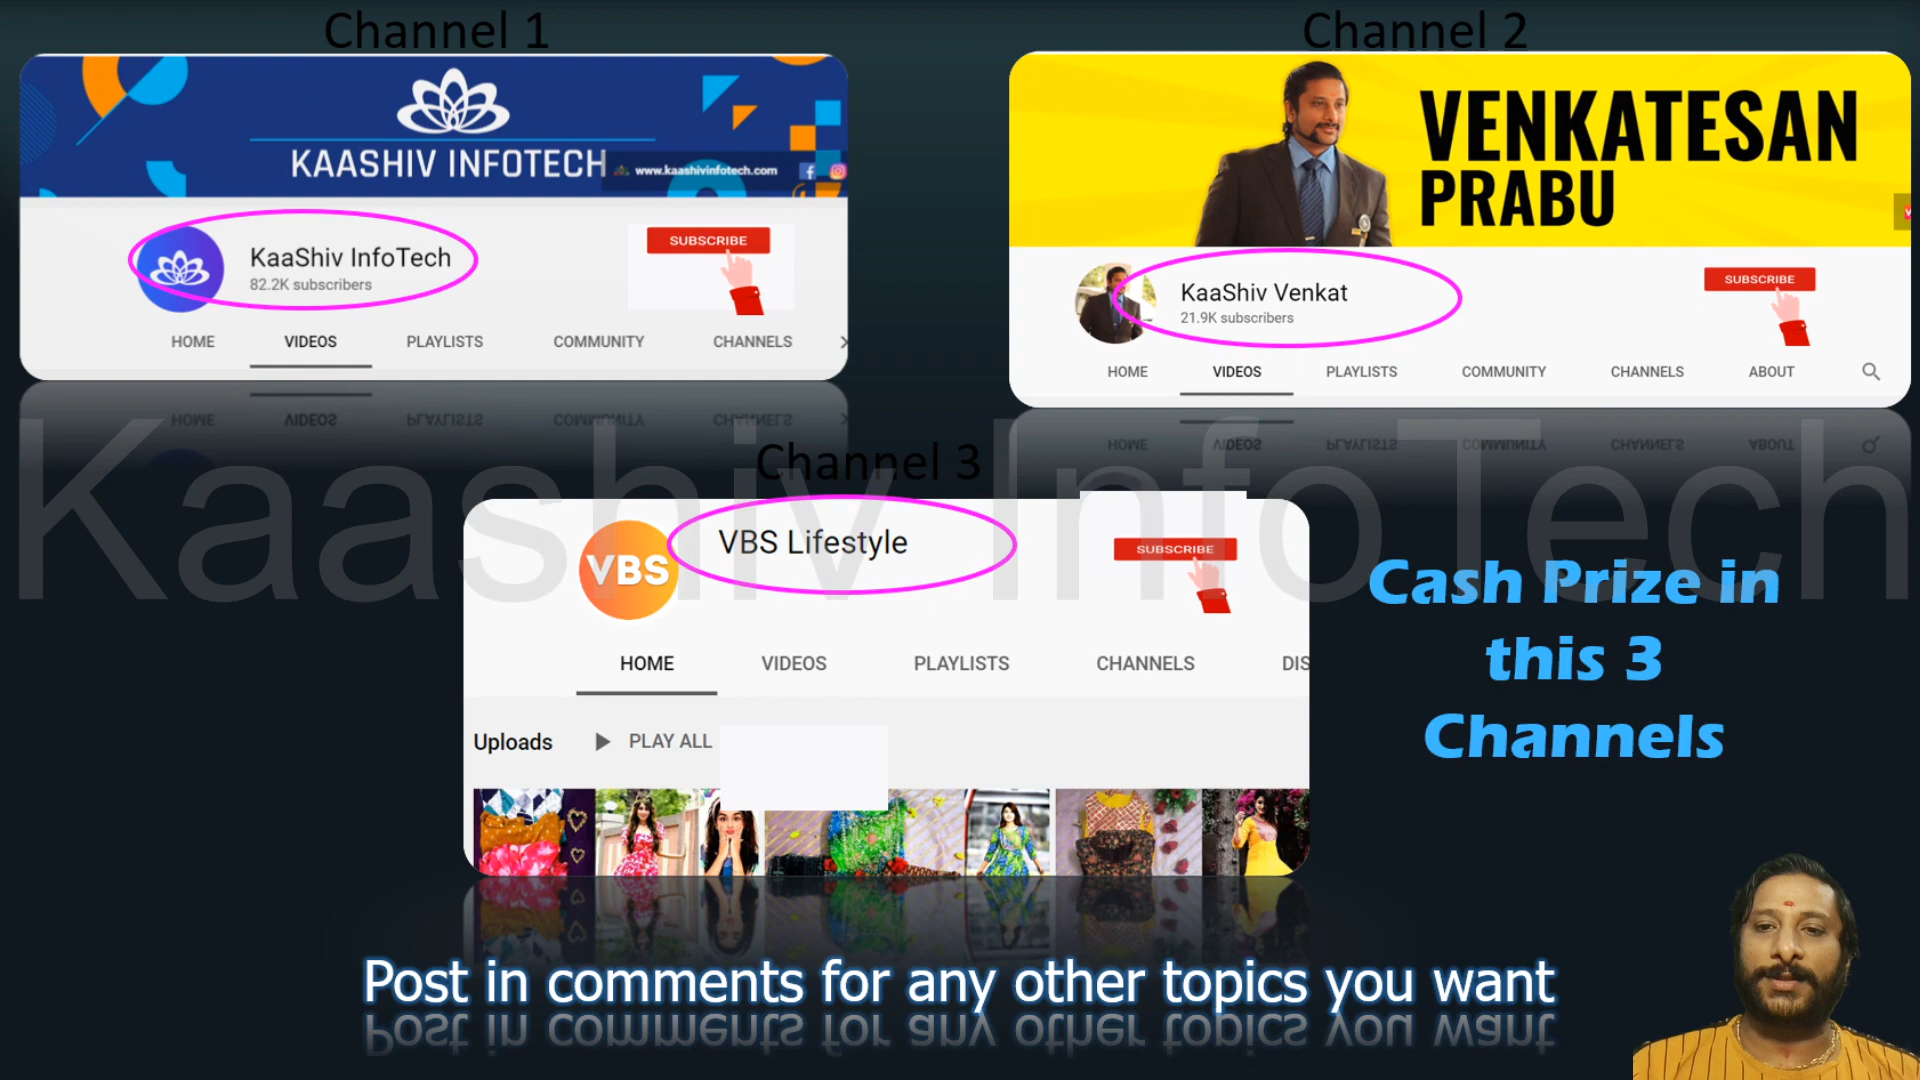 Channel 1
KAASHIV INFOTECH
www.kaashivinfotech.com
KaaShiv InfoTech
82.2K subscribers
SUBSCRIBE
HOME VIDEOS PLAYLISTS COMMUNITY CHANNELS
Channel 2
VENKATESAN
PRABU
KaaShiv Venkat
21.9K subscribers
SUBSCRIBE
HOME VIDEOS PLAYLISTS COMMUNITY CHANNELS ABOUT
Kaashiv InfoTech
Channel 3
VBS
VBS Lifestyle
SUBSCRIBE
HOME VIDEOS PLAYLISTS CHANNELS DIS
Uploads PLAY ALL
Cash Prize in
this 3
Channels
Post in comments for any other topics you want